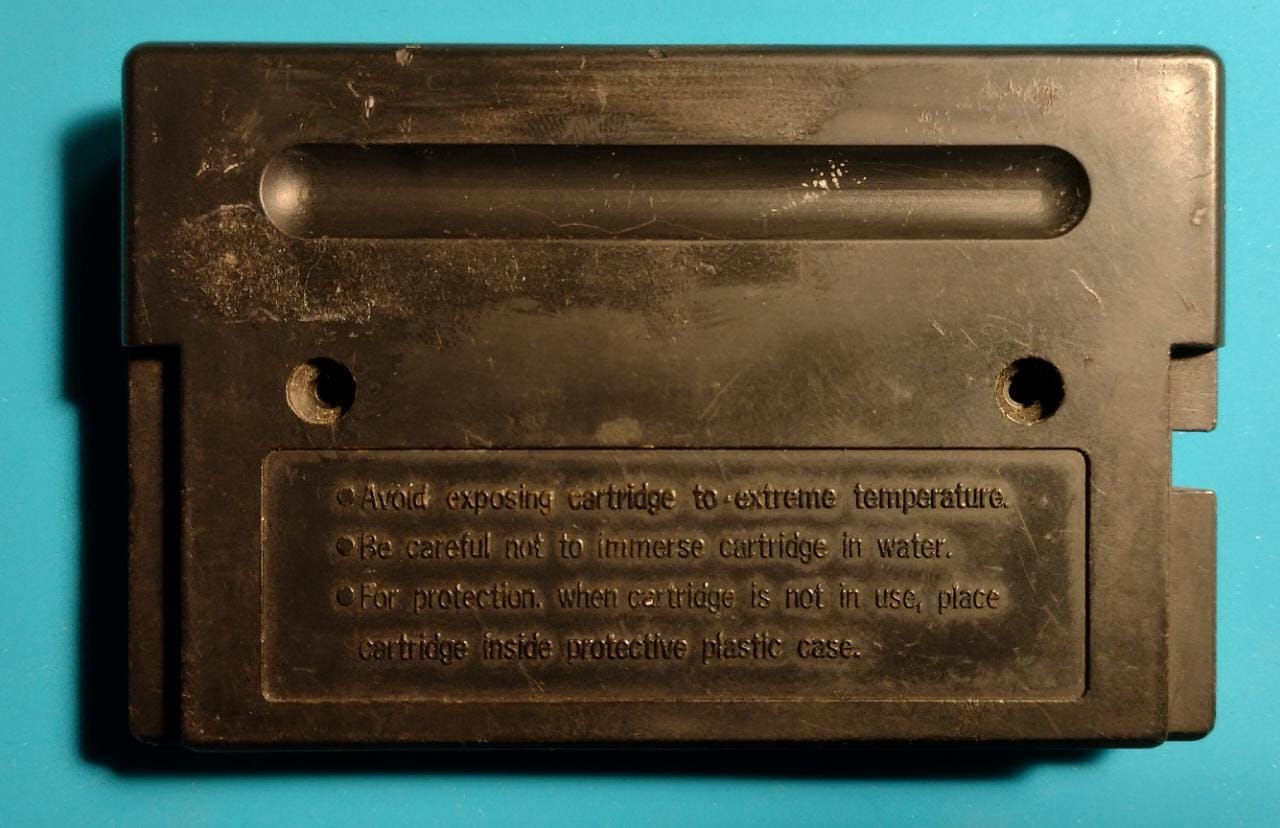 ●Avoid exposing cartridge to extreme temperature.
●Be careful not to immerse cartridge in water.
●For protection. when cartridge is not in use, place
cartridge inside protective plastic case.